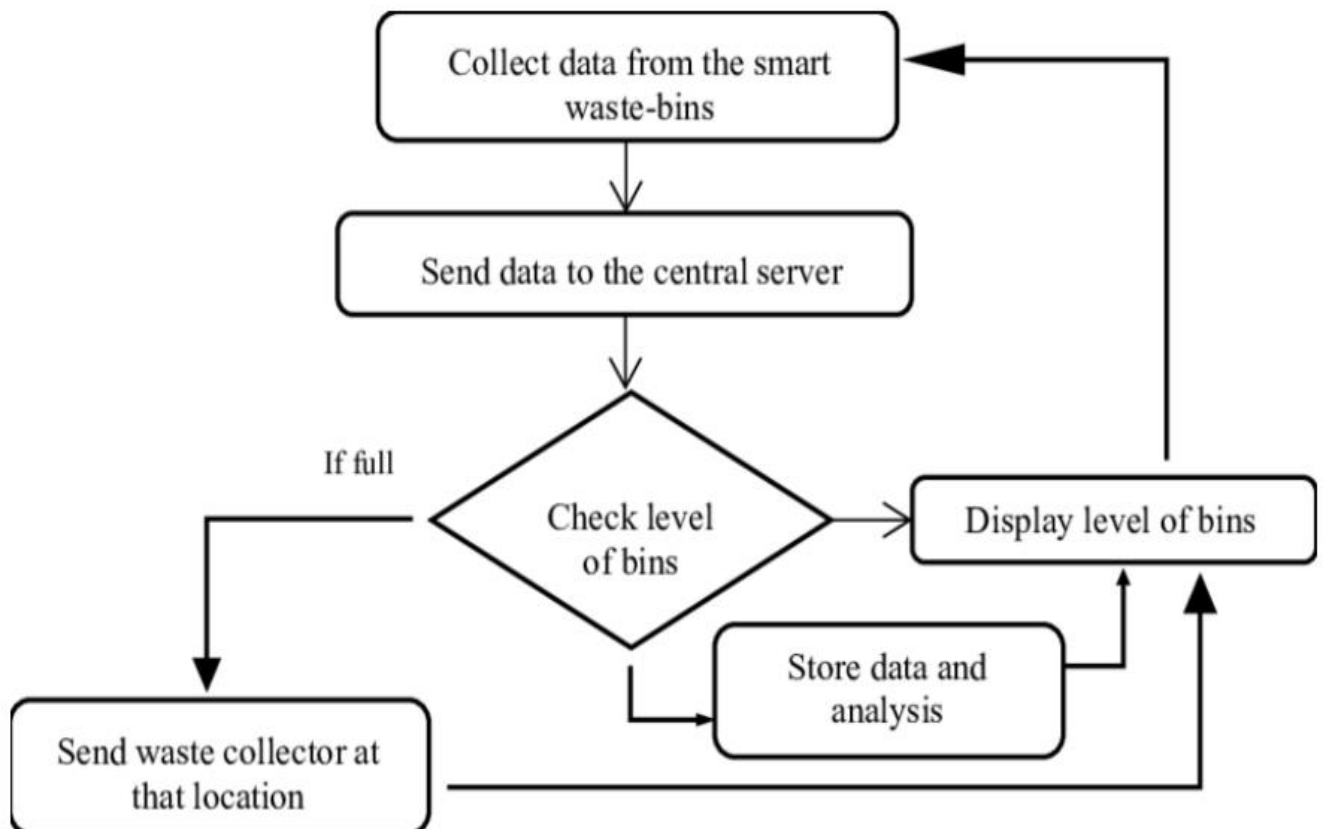 Collect data from the smart
waste-bins
Send data to the central server
If full
Check level
of bins
Display level of bins
Store data and
analysis
Send waste collector at
that location